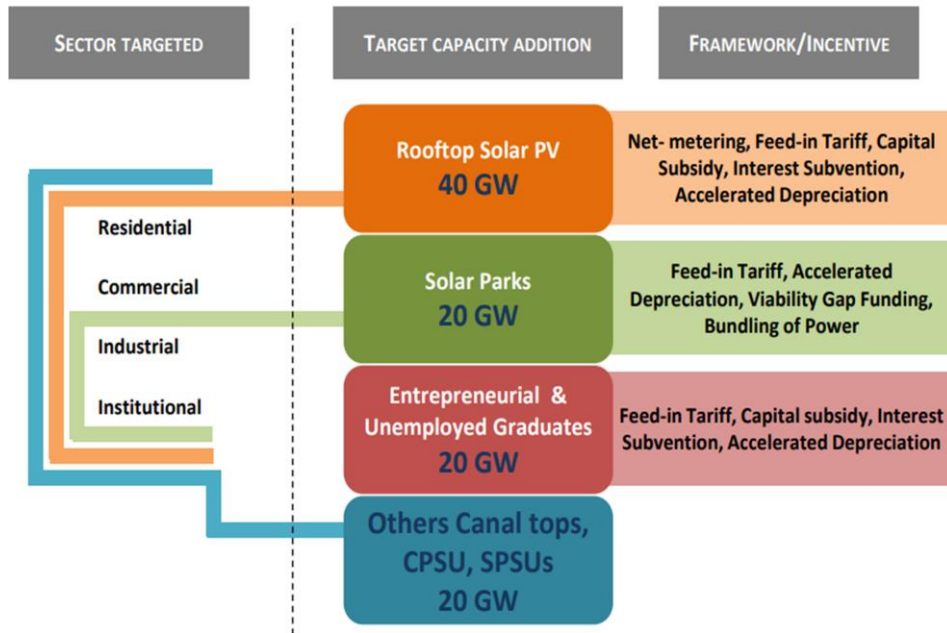 SECTOR TARGETED
TARGET CAPACITY ADDITION
FRAMEWORK/INCENTIVE
Residential
Commercial
Industrial
Institutional
Rooftop Solar PV
40 GW
Net- metering, Feed-in Tariff, Capital
Subsidy, Interest Subvention,
Accelerated Depreciation
Solar Parks
20 GW
Feed-in Tariff, Accelerated
Depreciation, Viability Gap Funding,
Bundling of Power
Entrepreneurial &
Unemployed Graduates
20 GW
Feed-in Tariff, Capital subsidy, Interest
Subvention, Accelerated Depreciation
Others Canal tops,
CPSU, SPSUs
20 GW